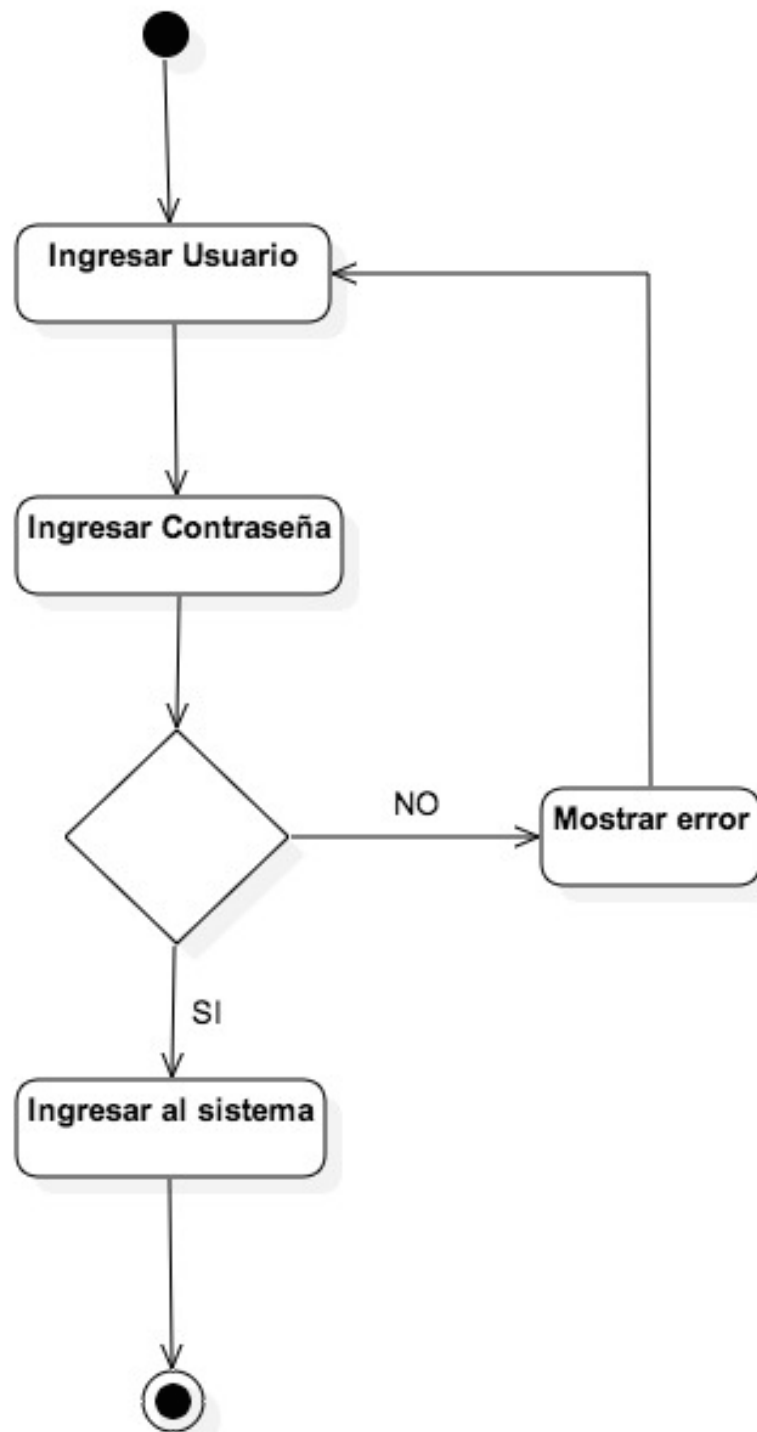 Ingresar Usuario
Ingresar Contraseña
NO
Mostrar error
SI
Ingresar al sistema